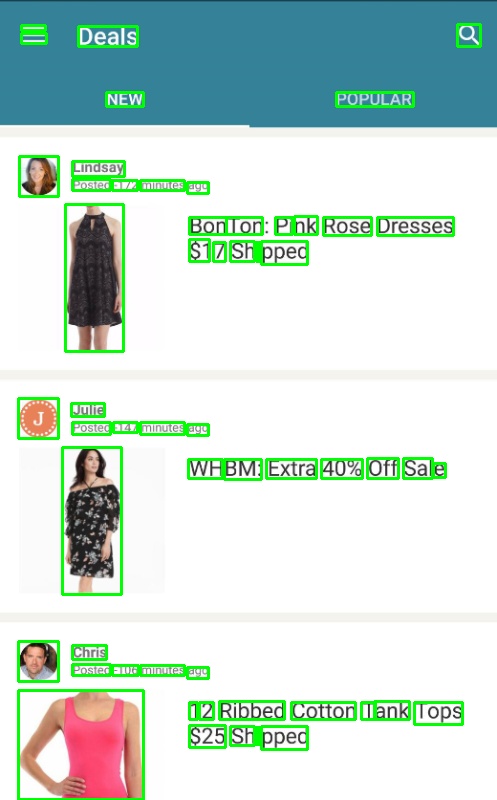 Deals
NEW
POPULAR
Lindsay
Posted -172 minutes ago
BonTon: Pink Rose Dresses
$17 Shipped
J
Julie
Posted -147 minutes ago
WHBM: Extra 40% Off Sale
Chris
Posted -106 minutes ago
12 Ribbed Cotton Tank Tops
$25 Shipped